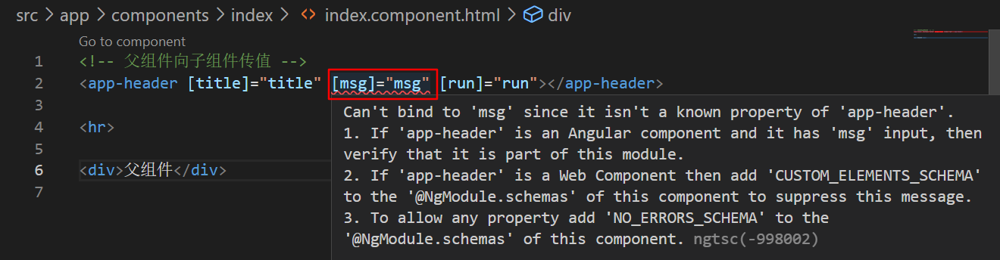 src > app > components > index > <> index.component.html > div
Go to component
1 <!-- 父组件向子组件传值 -->
2 <app-header [title]="title" [msg]="msg" [run]="run"></app-header>
3
4 <hr>
5
6 <div>父组件</div>
7
Can't bind to 'msg' since it isn't a known property of 'app-header'.
1. If 'app-header' is an Angular component and it has 'msg' input, then
verify that it is part of this module.
2. If 'app-header' is a Web Component then add 'CUSTOM_ELEMENTS_SCHEMA'
to the '@NgModule.schemas' of this component to suppress this message.
3. To allow any property add 'NO_ERRORS_SCHEMA' to the
'@NgModule.schemas' of this component. ngtsc(-998002)